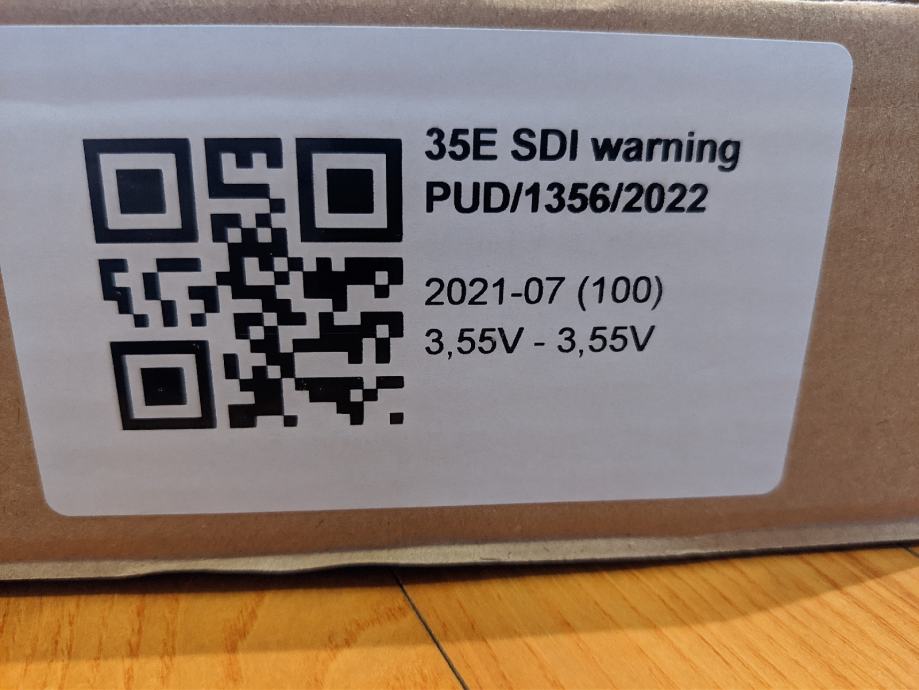 35E SDI warning
PUD/1356/2022
2021-07 (100)
3,55V - 3,55V